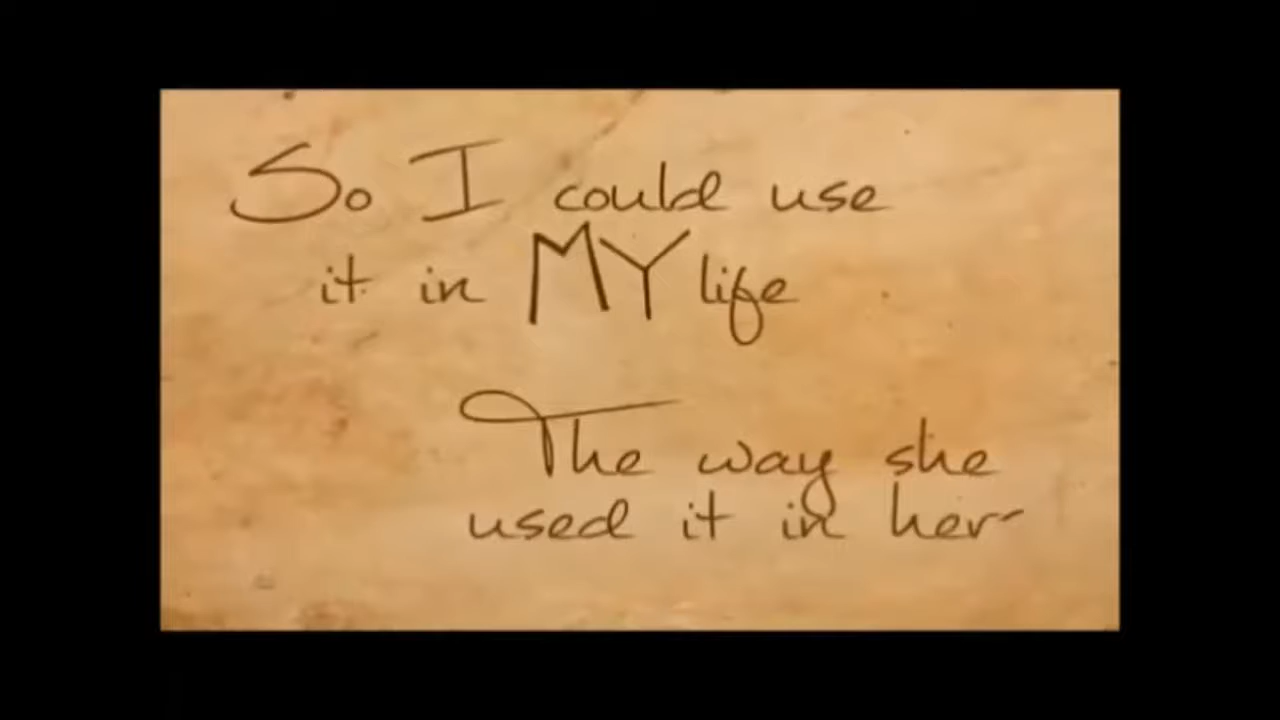 So I could use
it in MY life
The way she
used it in her